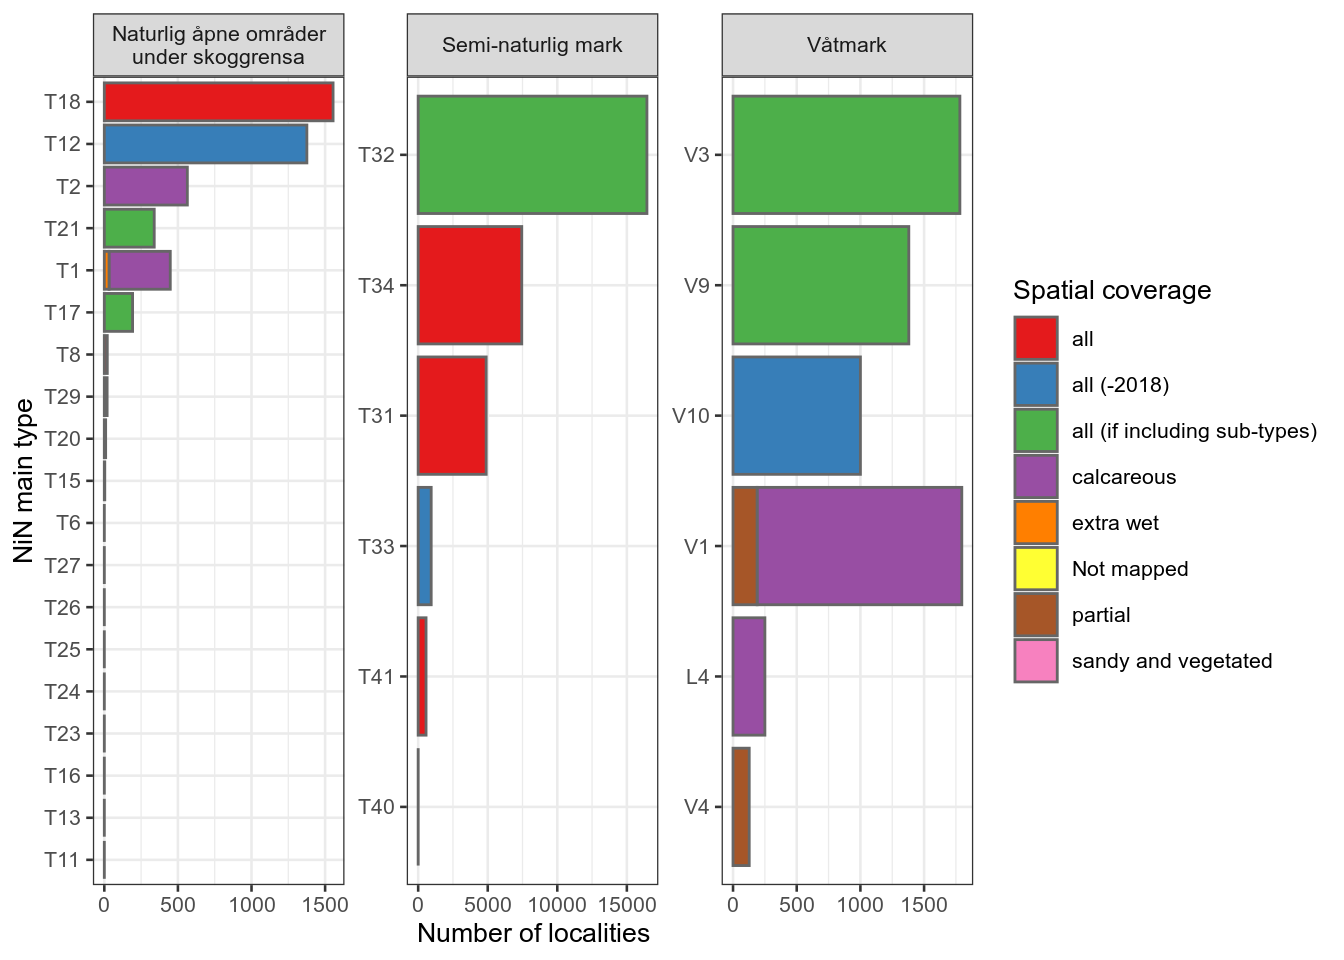 Naturlig åpne områder
under skoggrensa
Semi-naturlig mark
Våtmark
NiN main type
T18
T12
T2
T21
T1
T17
T8
T29
T20
T15
T6
T27
T26
T25
T24
T23
T16
T13
T11
0 500 1000 1500
T32
T34
T31
T33
T41
T40
0 5000 10000 15000
V3
V9
V10
V1
L4
V4
0 500 1000 1500
Number of localities
Spatial coverage
all
all (-2018)
all (if including sub-types)
calcareous
extra wet
Not mapped
partial
sandy and vegetated